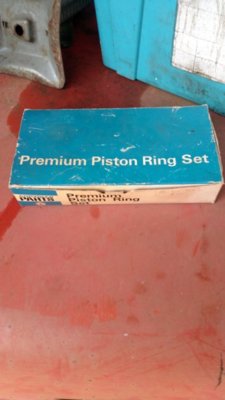 Premium Piston Ring Set
PARTS
Premium
Piston Ring
Set